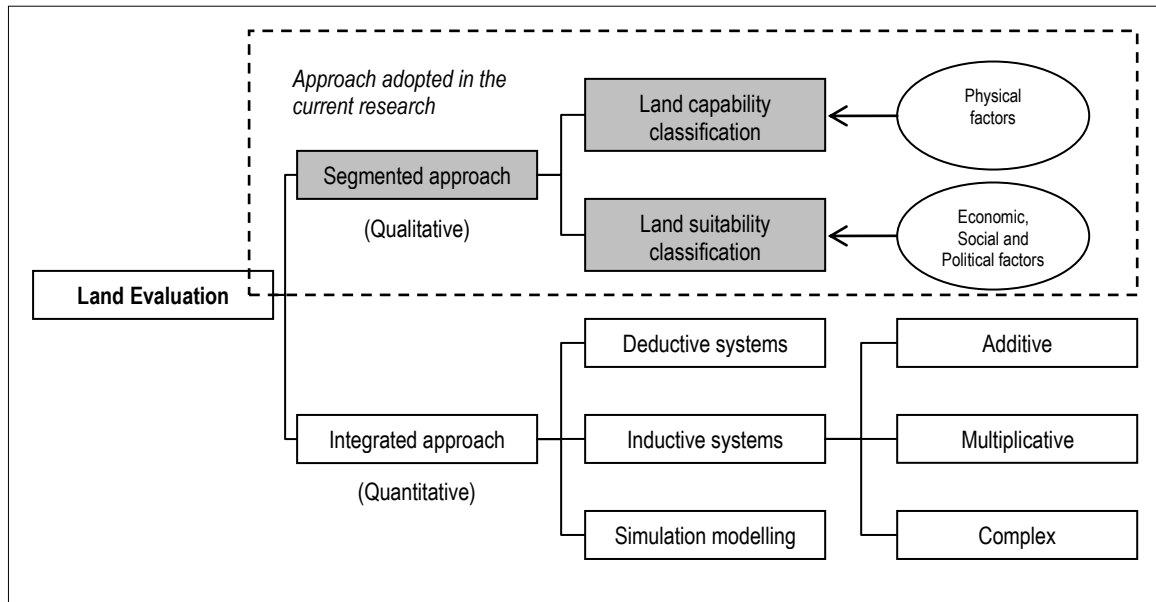 Approach adopted in the
current research
Land capability
classification
Physical
factors
Segmented approach
(Qualitative)
Land suitability
classification
Economic,
Social and
Political factors
Land Evaluation
Deductive systems
Additive
Integrated approach
(Quantitative)
Inductive systems
Multiplicative
Simulation modelling
Complex